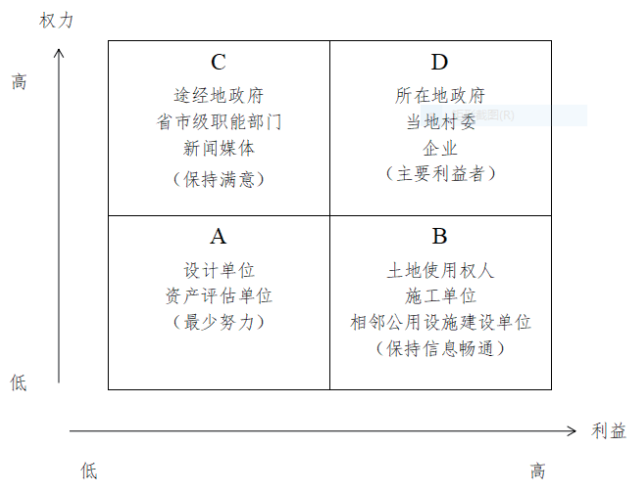 权力
高
C
途经地政府
省市级职能部门
新闻媒体
（保持满意）
D
所在地政府
当地村委
企业
（主要利益者）
A
设计单位
资产评估单位
（最少努力）
B
土地使用权人
施工单位
相邻公用设施建设单位
（保持信息畅通）
低
利益
低
高